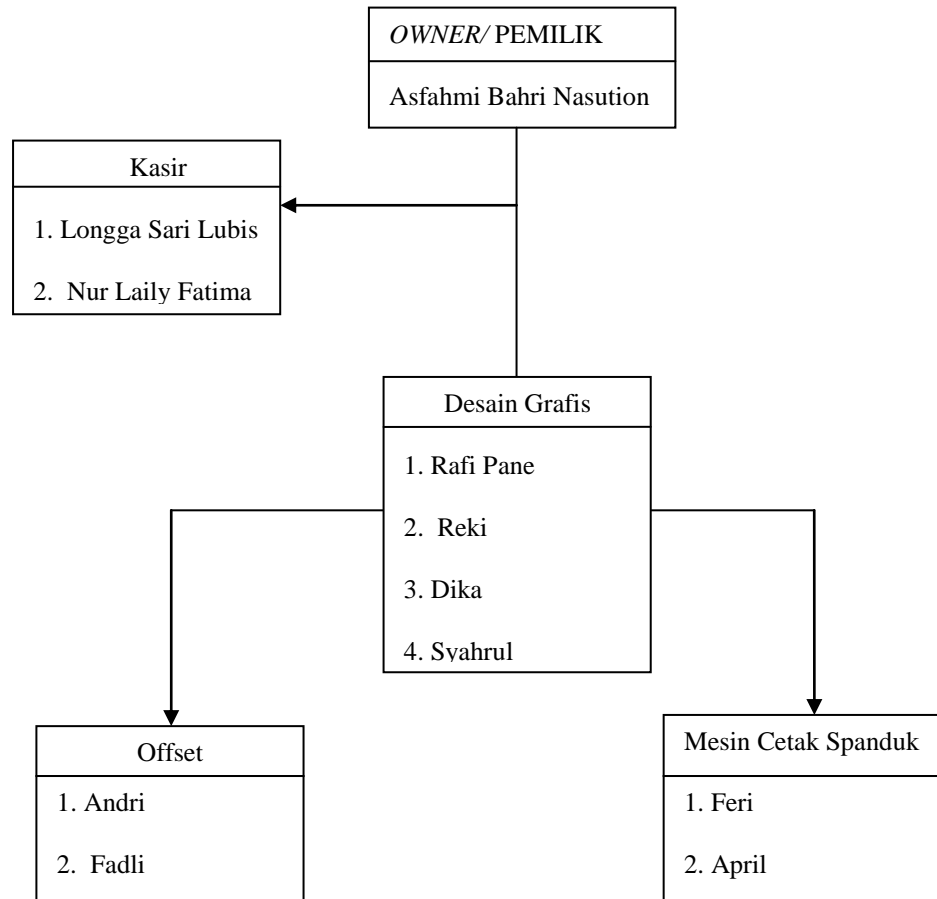 OWNER/ PEMILIK
Asfahmi Bahri Nasution
Kasir
1. Longga Sari Lubis
2. Nur Laily Fatima
Desain Grafis
1. Rafi Pane
2. Reki
3. Dika
4. Syahrul
Offset
1. Andri
2. Fadli
Mesin Cetak Spanduk
1. Feri
2. April